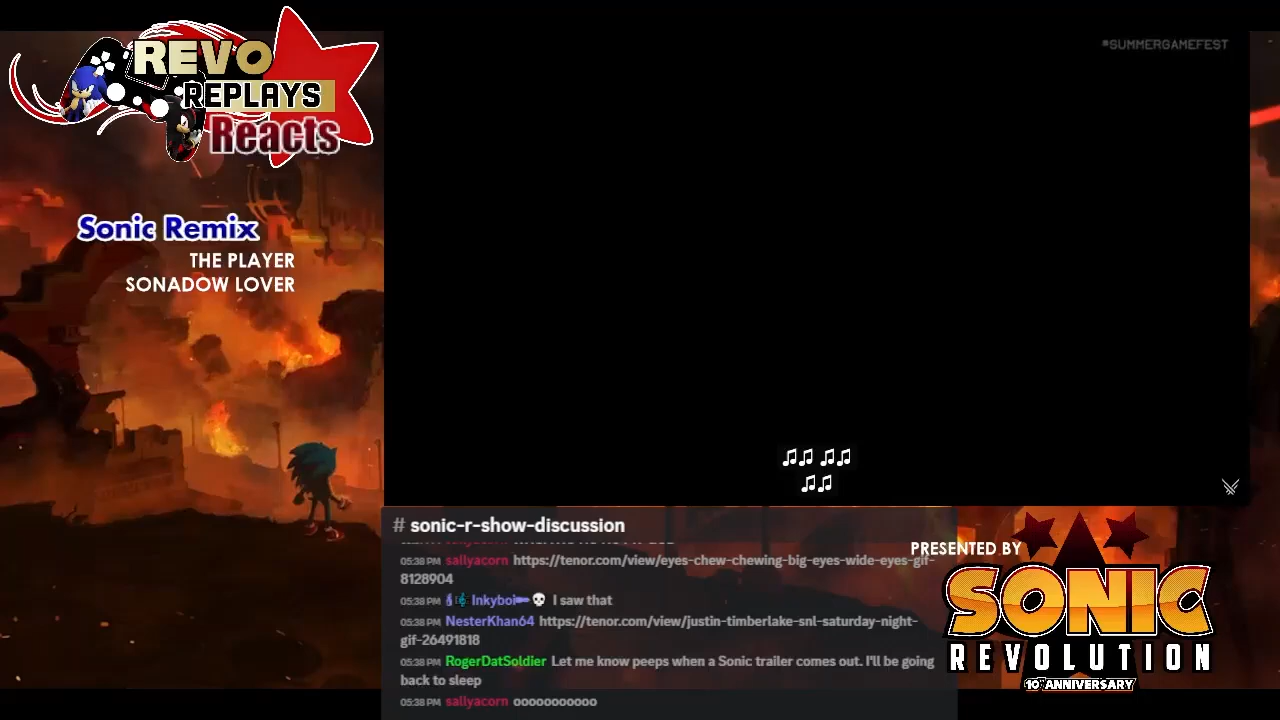 REVO
REPLAYS
Reacts
#SUMMERGAMEFEST
Sonic Remix
THE PLAYER
SONADOW LOVER
# sonic-r-show-discussion
05:38 PM sallyacorn https://tenor.com/view/eyes-chew-chewing-big-eyes-wide-eyes-gif-
8128904
05:38 PM Inkyboi I saw that
05:38 PM NesterKhan64 https://tenor.com/view/justin-timberlake-snl-saturday-night-
gif-26491818
05:38 PM RogerDatSoldier Let me know peeps when a Sonic trailer comes out. I'll be going
back to sleep
05:38 PM sallyacorn ooooooooooo
PRESENTED BY
SONIC
REVOLUTION
10TH ANNIVERSARY